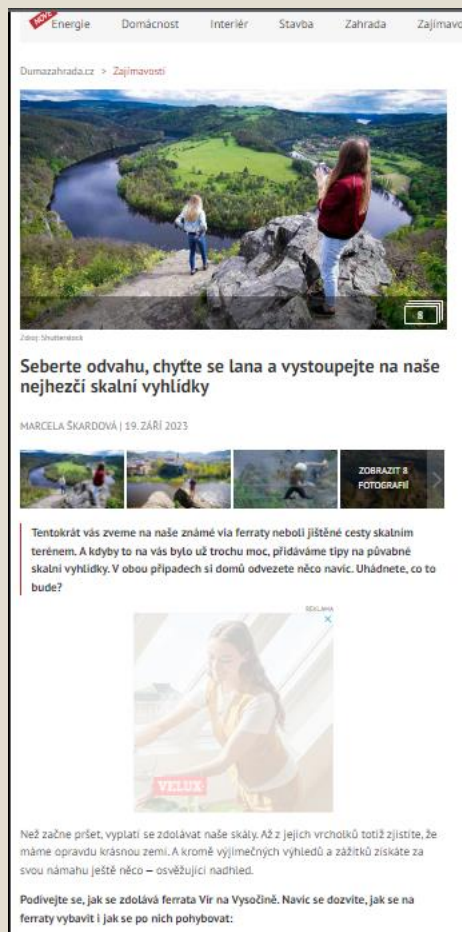 NOVÉ
Energie Domácnost Interiér Stavba Zahrada Zajímavo
Dumazahrada.cz > Zajímavosti
8
Zdroj: Shutterstock
Seberte odvahu, chyťte se lana a vystoupejte na naše
nejhezčí skalní vyhlídky
MARCELA ŠKARDOVÁ | 19. ZÁŘÍ 2023
ZOBRAZIT 8
FOTOGRAFIÍ
Tentokrát vás zveme na naše známé via ferraty neboli jištěné cesty skalním
terénem. A kdyby to na vás bylo už trochu moc, přidáváme tipy na půvabné
skalní vyhlídky. V obou případech si domů odvezete něco navíc. Uhádnete, co to
bude?
REKLAMA
VELUX
Než začne pršet, vyplatí se zdolávat naše skály. Až z jejich vrcholků totiž zjistíte, že
máme opravdu krásnou zemi. A kromě výjimečných výhledů a zážitků získáte za
svou námahu ještě něco – osvěžující nadhled.
Podívejte se, jak se zdolává ferrata Vír na Vysočině. Navíc se dozvíte, jak se na
ferraty vybavit i jak se po nich pohybovat: